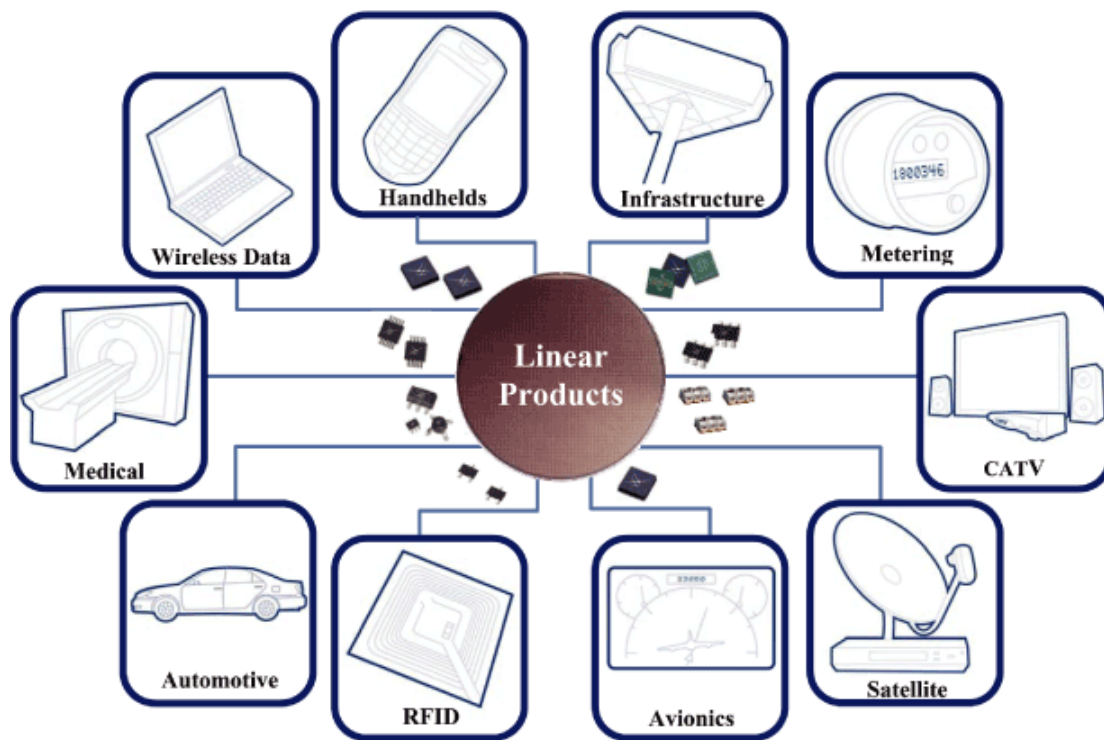 Handhelds
Infrastructure
Wireless Data
1800346
Metering
Linear
Products
Medical
CATV
Automotive
RFID
Avionics
Satellite